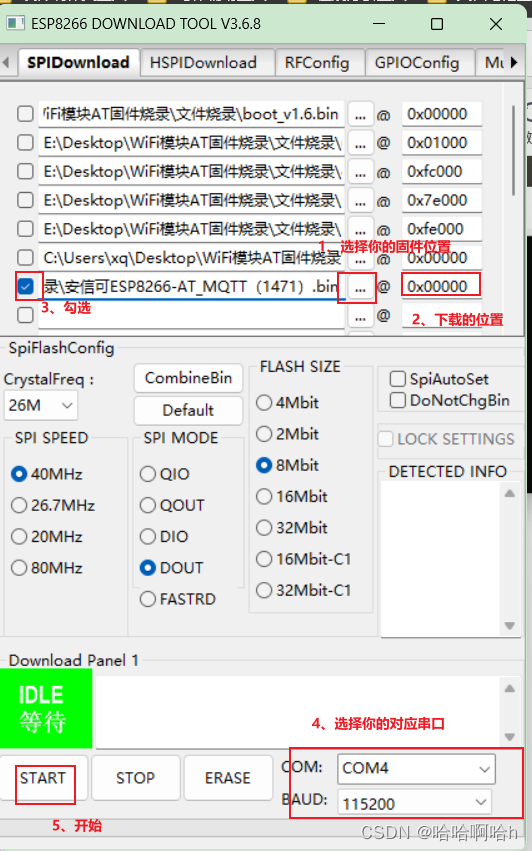 ESP8266 DOWNLOAD TOOL V3.6.8
SPIDownload HSPIDownload RFConfig GPIOConfig Mu
iFi模块AT固件烧录\文件烧录\boot_v1.6.bin ... @ 0x00000
E:\Desktop\WiFi模块AT固件烧录\文件烧录\ ... @ 0x01000
E:\Desktop\WiFi模块AT固件烧录\文件烧录\ ... @ 0xfc000
E:\Desktop\WiFi模块AT固件烧录\文件烧录\ ... @ 0x7e000
E:\Desktop\WiFi模块AT固件烧录\文件烧录\ ... @ 0xfe000
1、选择你的固件位置
C:\Users\xq\Desktop\WiFi模块AT固件烧录 ... @ 0x00000
录\安信可ESP8266-AT_MQTT（1471）.bin ... @ 0x00000
3、勾选
... @
2、下载的位置
SpiFlashConfig
CrystalFreq :
26M
CombineBin
Default
SPI SPEED
40MHz
26.7MHz
20MHz
80MHz
SPI MODE
QIO
QOUT
DIO
DOUT
FASTRD
FLASH SIZE
4Mbit
2Mbit
8Mbit
16Mbit
32Mbit
16Mbit-C1
32Mbit-C1
SpiAutoSet
DoNotChgBin
LOCK SETTINGS
DETECTED INFO
Download Panel 1
IDLE
等待
4、选择你的对应串口
START STOP ERASE
COM: COM4
BAUD: 115200
5、开始
CSDN @哈哈啊哈h